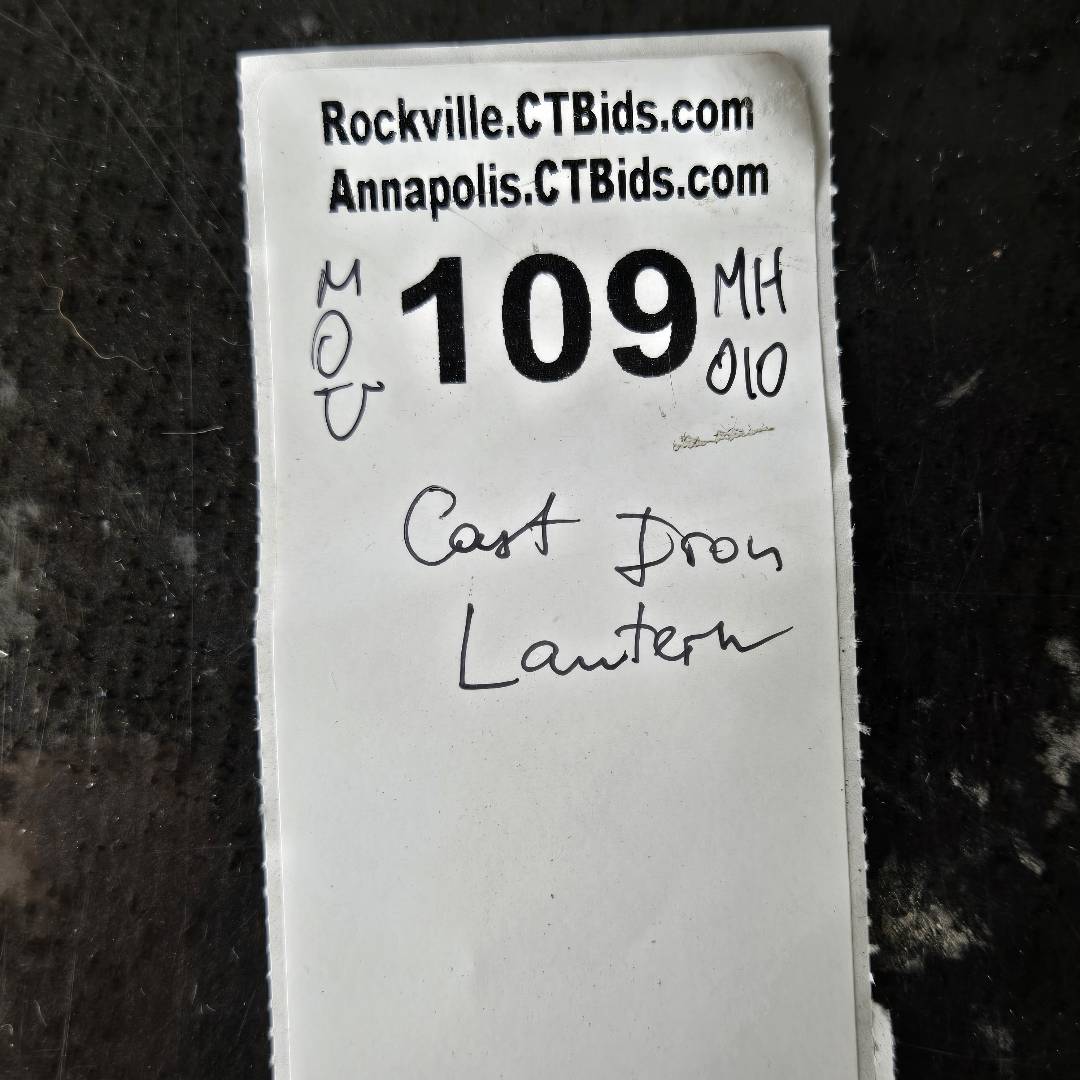 Rockville.CTBids.com
Annapolis.CTBids.com
MOU 109 MH
010
Cast Iron
Lantern